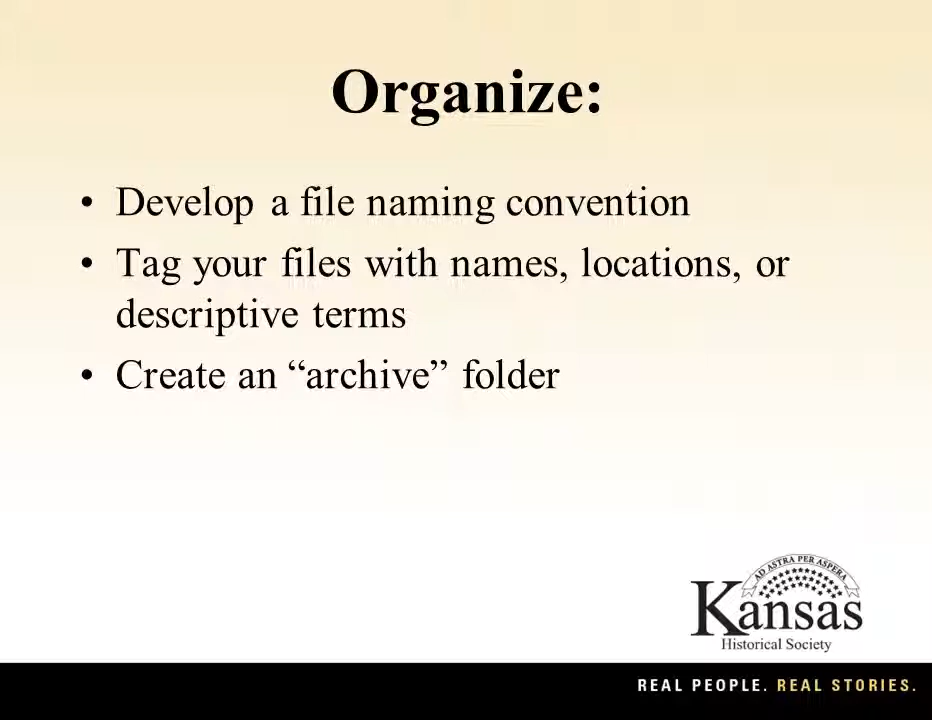 Organize:
• Develop a file naming convention
• Tag your files with names, locations, or
descriptive terms
• Create an “archive” folder
AD ASTRA PER ASPERA
Kansas
Historical Society
REAL PEOPLE. REAL STORIES.